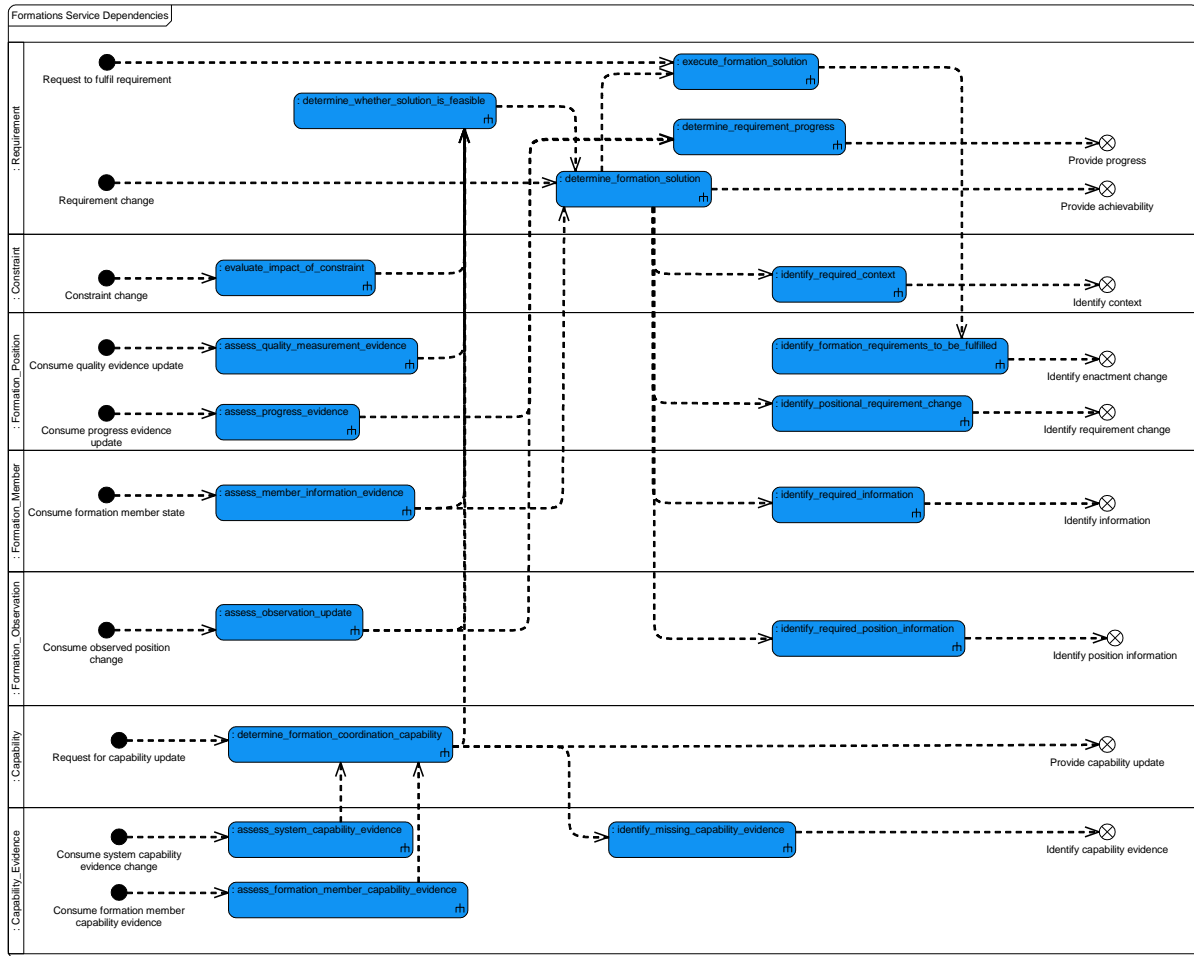 Formations Service Dependencies
: Requirement
Request to fulfil requirement
: execute_formation_solution
: determine_whether_solution_is_feasible
: determine_requirement_progress
Provide progress
Requirement change
: determine_formation_solution
Provide achievability
: Constraint
Constraint change
: evaluate_impact_of_constraint
: identify_required_context
Identify context
: Formation_Position
Consume quality evidence update
: assess_quality_measurement_evidence
: identify_formation_requirements_to_be_fulfilled
Identify enactment change
Consume progress evidence
update
: assess_progress_evidence
: identify_positional_requirement_change
Identify requirement change
: Formation_Member
Consume formation member state
: assess_member_information_evidence
: identify_required_information
Identify information
: Formation_Observation
Consume observed position
change
: assess_observation_update
: identify_required_position_information
Identify position information
: Capability
Request for capability update
: determine_formation_coordination_capability
Provide capability update
: Capability_Evidence
Consume system capability
evidence change
: assess_system_capability_evidence
: identify_missing_capability_evidence
Identify capability evidence
Consume formation member
capability evidence
: assess_formation_member_capability_evidence